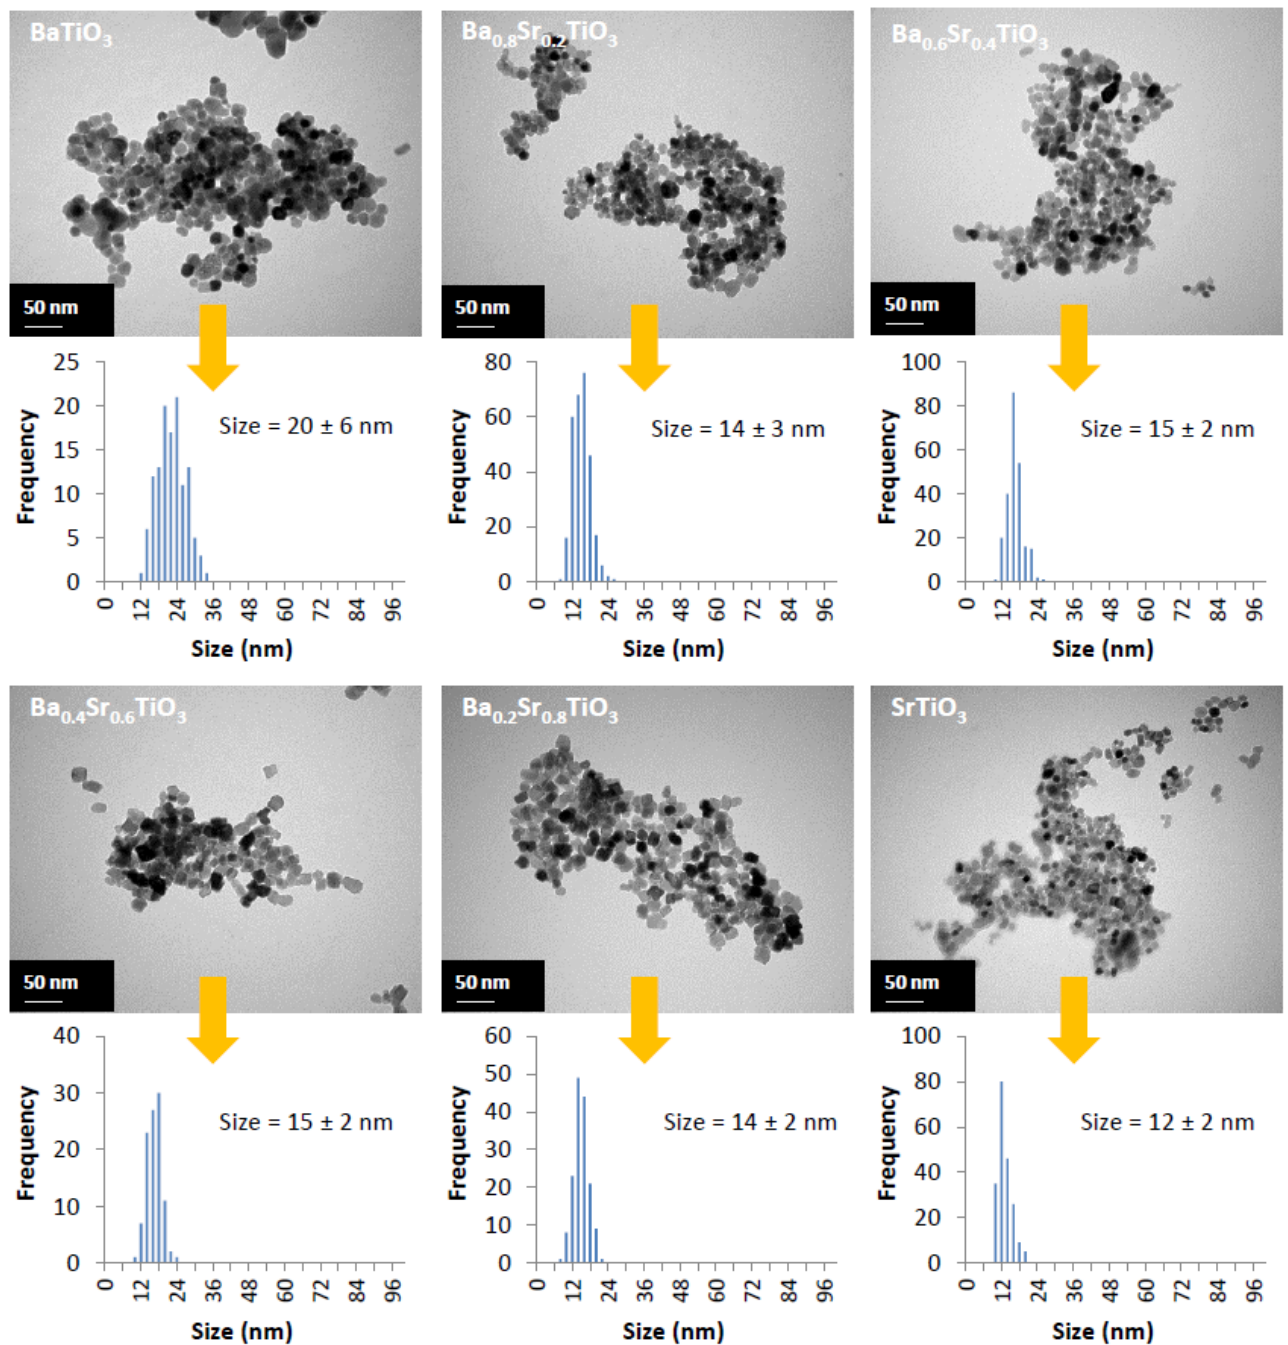 BaTiO₃
Ba₀.₈Sr₀.₂TiO₃
Ba₀.₆Sr₀.₄TiO₃
50 nm
50 nm
50 nm
25
20
15
10
5
0
Frequency
Size = 20 ± 6 nm
0 12 24 36 48 60 72 84 96
Size (nm)
80
60
40
20
0
Frequency
Size = 14 ± 3 nm
0 12 24 36 48 60 72 84 96
Size (nm)
100
80
60
40
20
0
Frequency
Size = 15 ± 2 nm
0 12 24 36 48 60 72 84 96
Size (nm)
Ba₀.₄Sr₀.₆TiO₃
Ba₀.₂Sr₀.₈TiO₃
SrTiO₃
50 nm
50 nm
50 nm
40
30
20
10
0
Frequency
Size = 15 ± 2 nm
0 12 24 36 48 60 72 84 96
Size (nm)
60
50
40
30
20
10
0
Frequency
Size = 14 ± 2 nm
0 12 24 36 48 60 72 84 96
Size (nm)
100
80
60
40
20
0
Frequency
Size = 12 ± 2 nm
0 12 24 36 48 60 72 84 96
Size (nm)